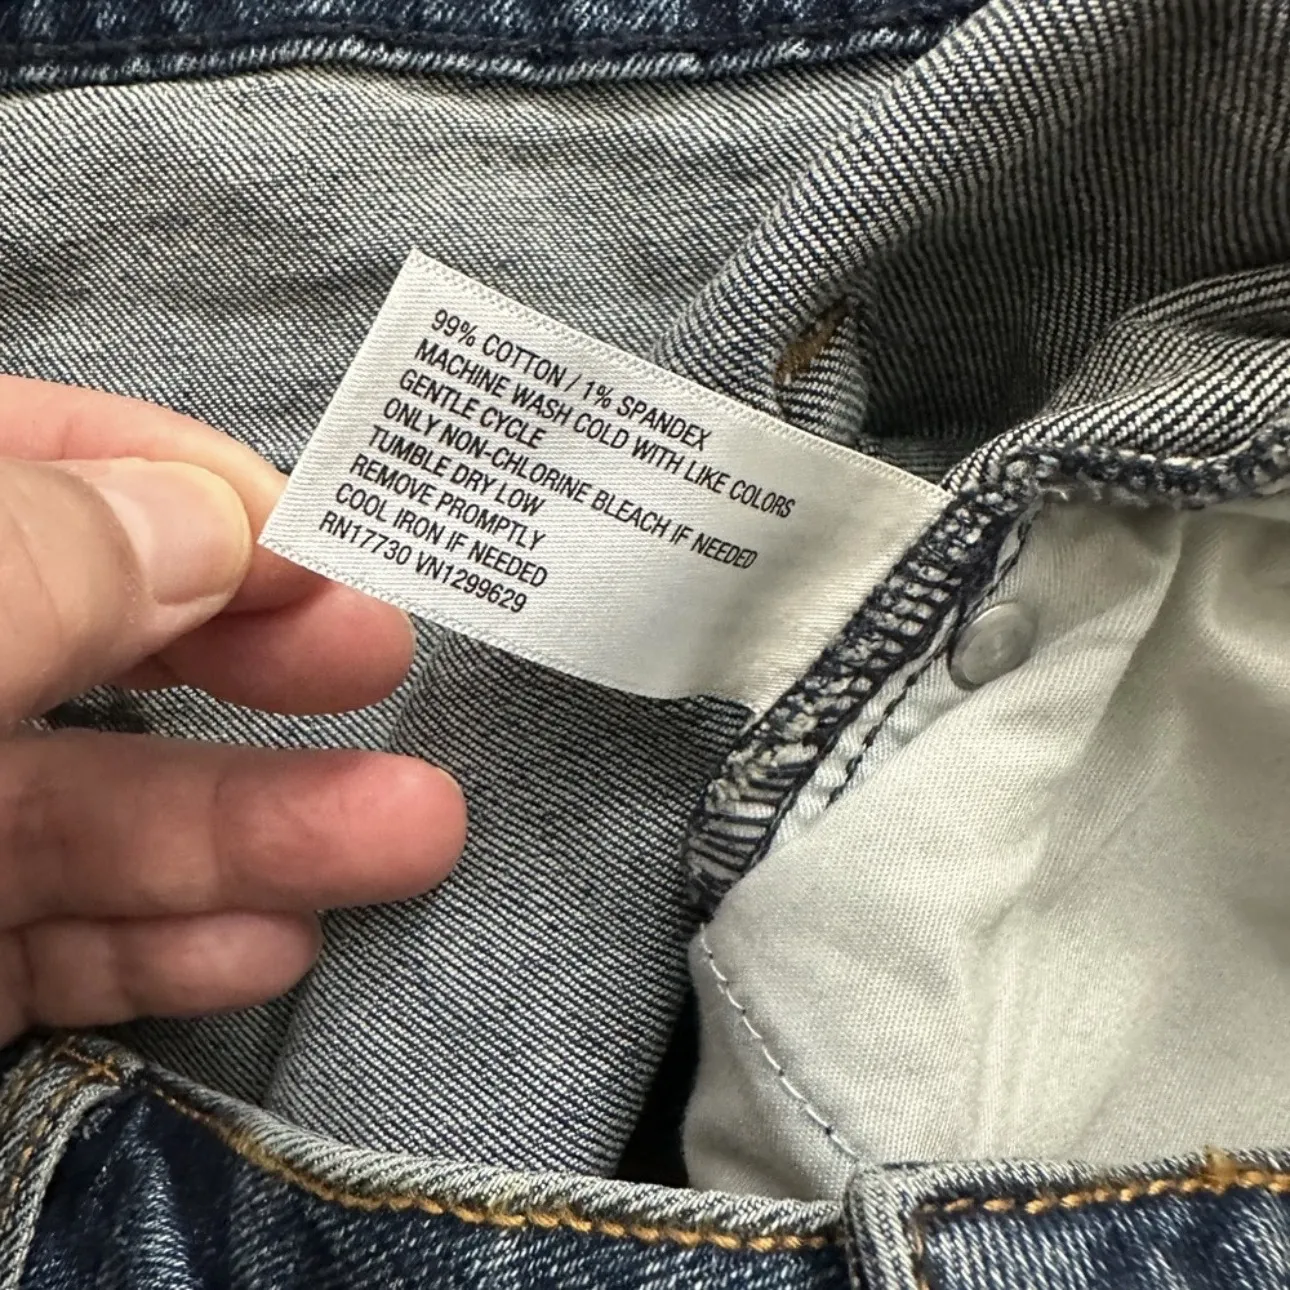 99% COTTON / 1% SPANDEX
MACHINE WASH COLD WITH LIKE COLORS
GENTLE CYCLE
ONLY NON-CHLORINE BLEACH IF NEEDED
TUMBLE DRY LOW
REMOVE PROMPTLY
COOL IRON IF NEEDED
RN17730 VN1299629